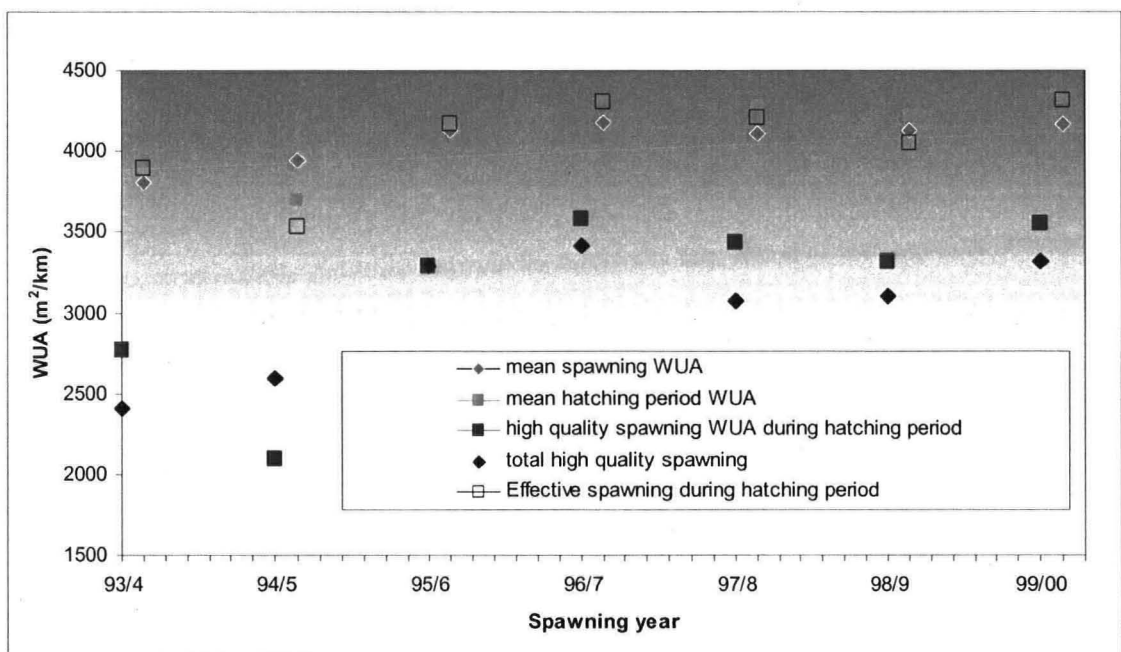 4500
4000
3500
3000
2500
2000
1500
WUA (m²/km)
mean spawning WUA
mean hatching period WUA
high quality spawning WUA during hatching period
total high quality spawning
Effective spawning during hatching period
93/4 94/5 95/6 96/7 97/8 98/9 99/00
Spawning year